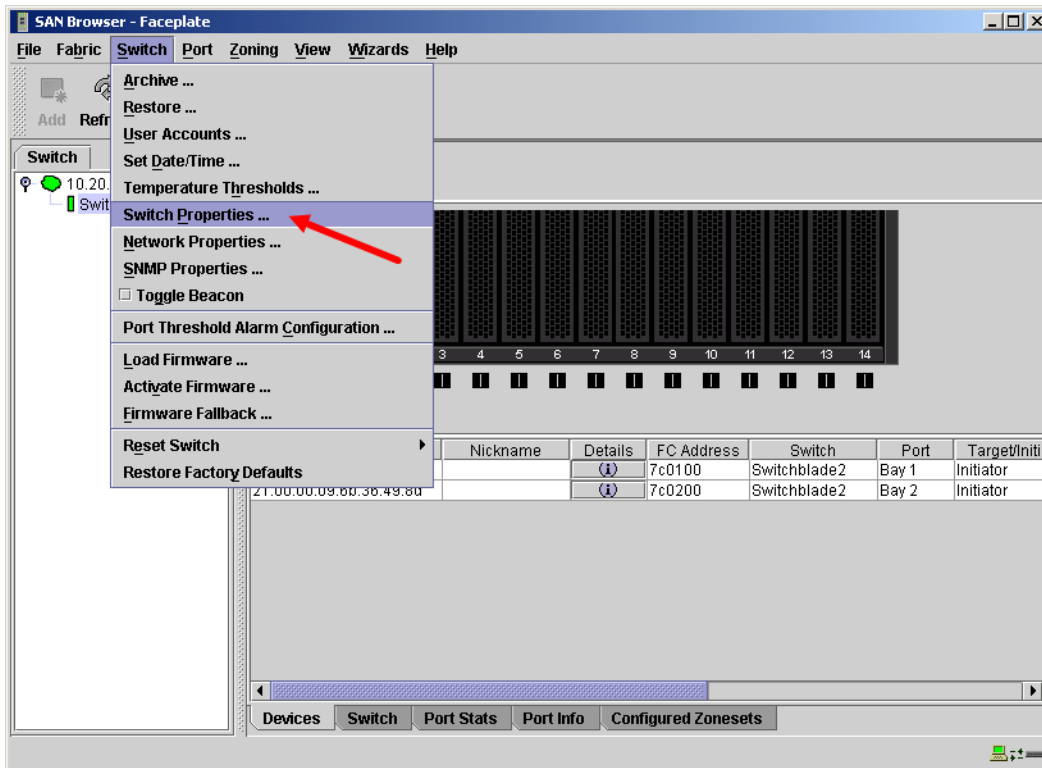 SAN Browser - Faceplate
File Fabric Switch Port Zoning View Wizards Help
Add
Archive ...
Restore ...
User Accounts ...
Set Date/Time ...
Temperature Thresholds ...
Switch Properties ...
Network Properties ...
SNMP Properties ...
Toggle Beacon
Port Threshold Alarm Configuration ...
Load Firmware ...
Activate Firmware ...
Firmware Fallback ...
Reset Switch
Restore Factory Defaults
Switch
10.20.
3 4 5 6 7 8 9 10 11 12 13 14
Nickname Details FC Address Switch Port
7c0100 Switchblade2 Bay 1 Initiator
7c0200 Switchblade2 Bay 2 Initiator
Devices Switch Port Stats Port Info Configured Zonesets